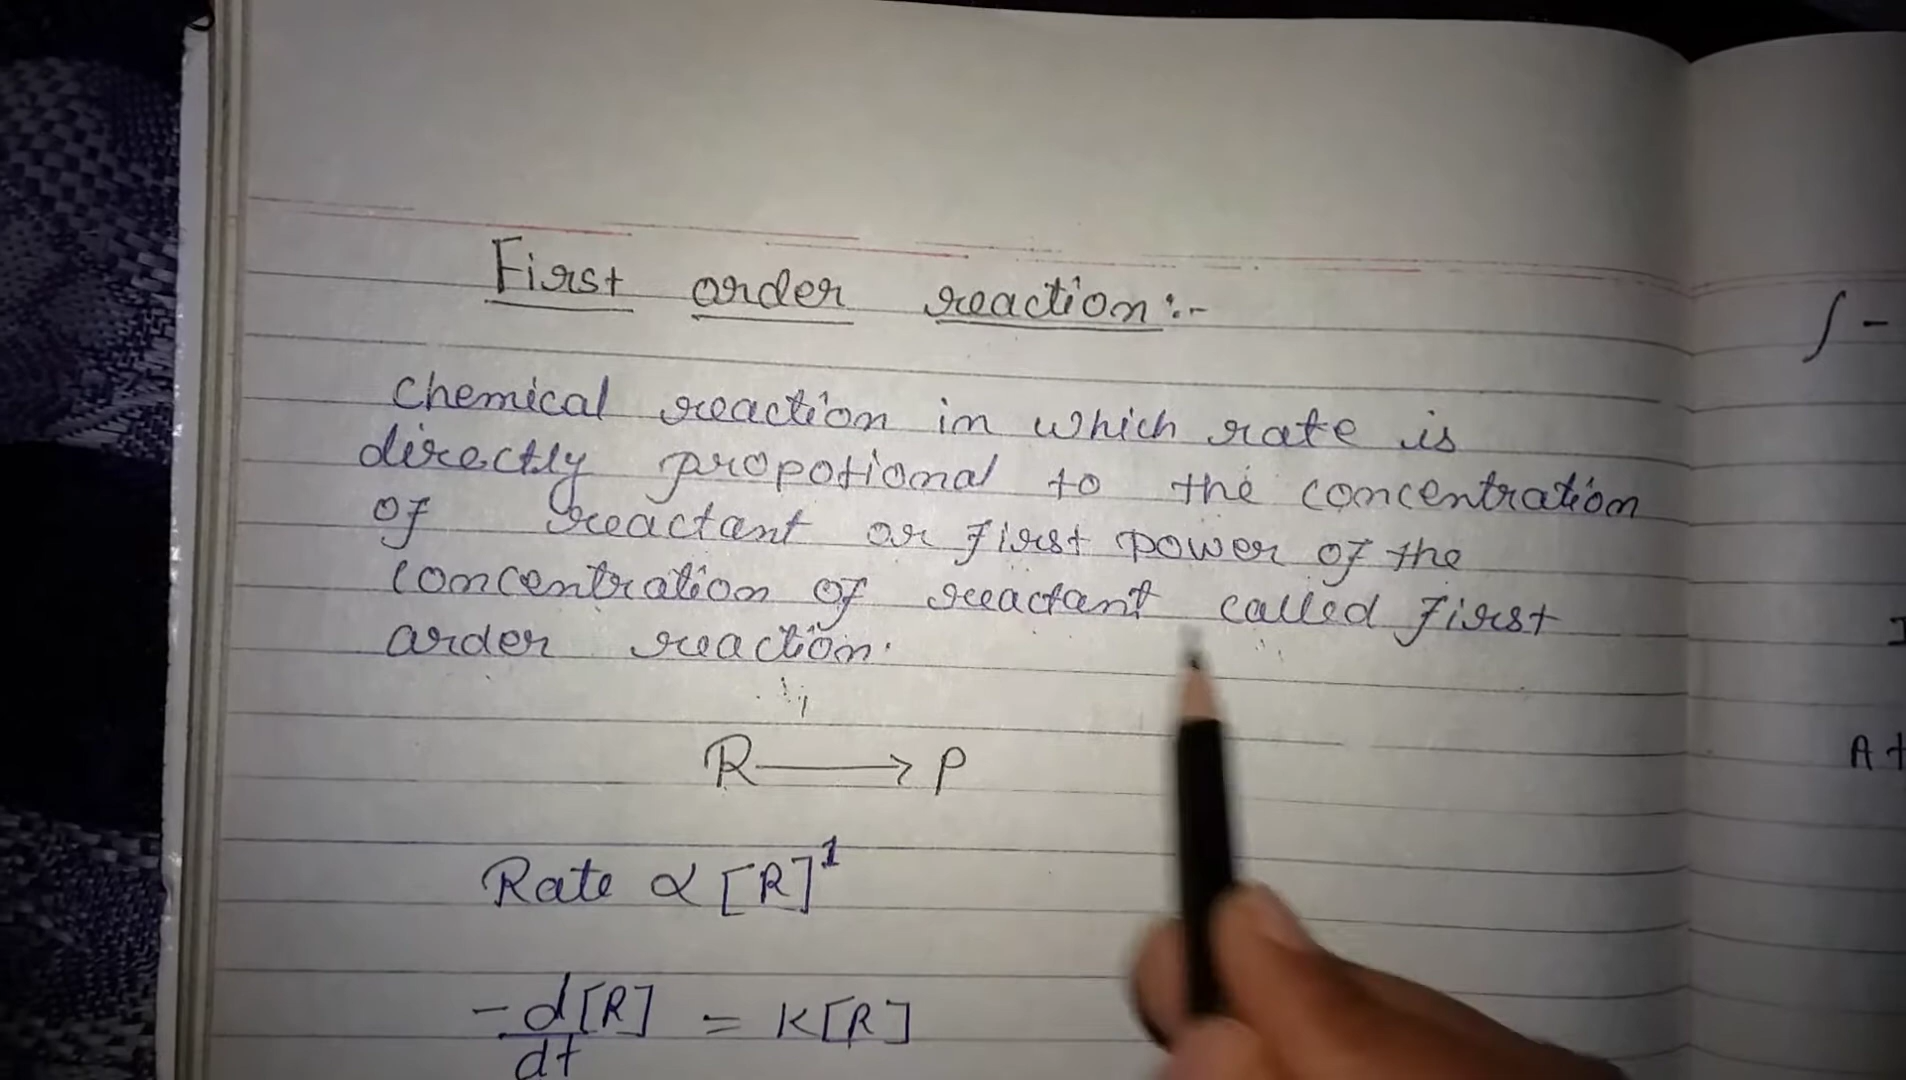 First order reaction:-
chemical reaction in which rate is
directly propotional to the concentration
of reactant or first power of the
concentration of reactant called first
order reaction.
R ⟶ P
Rate ∝ [R]¹
-d[R]/dt = K[R]
∫ -
A +